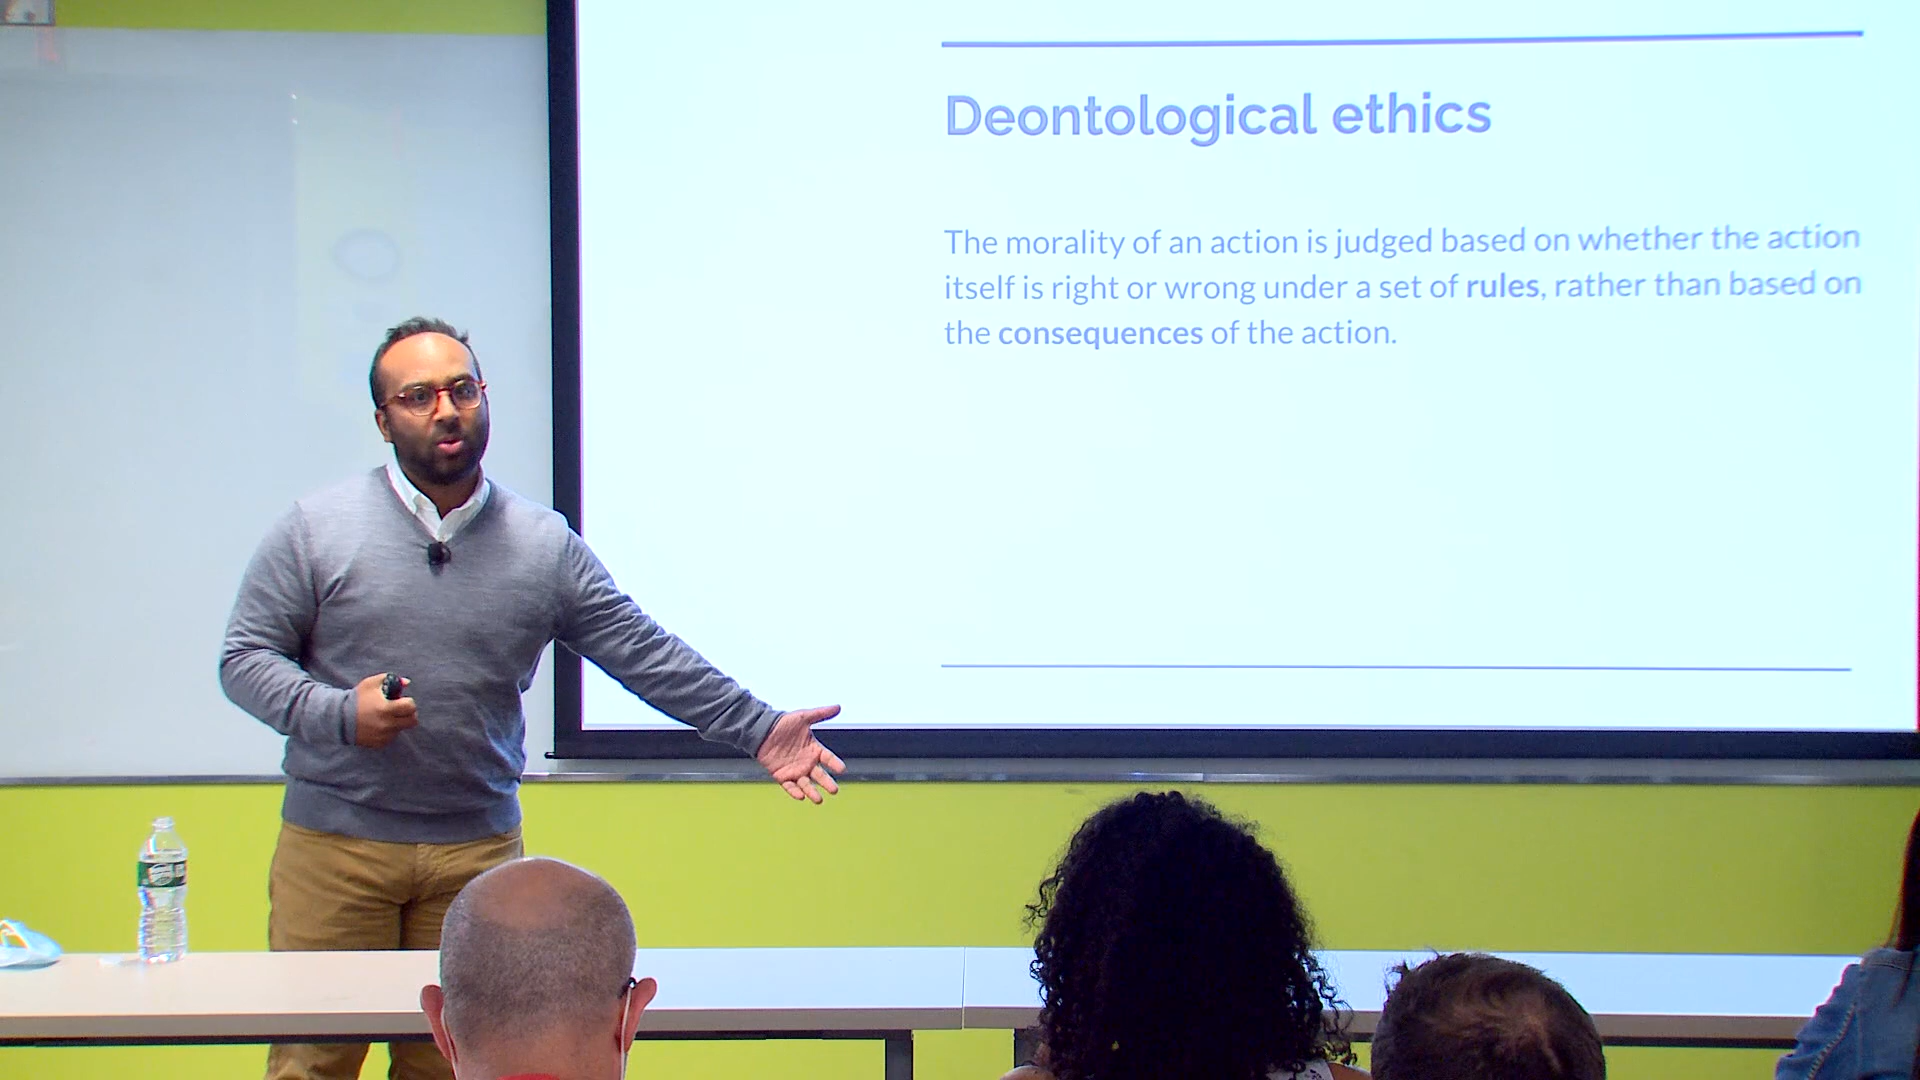 Deontological ethics
The morality of an action is judged based on whether the action
itself is right or wrong under a set of rules, rather than based on
the consequences of the action.